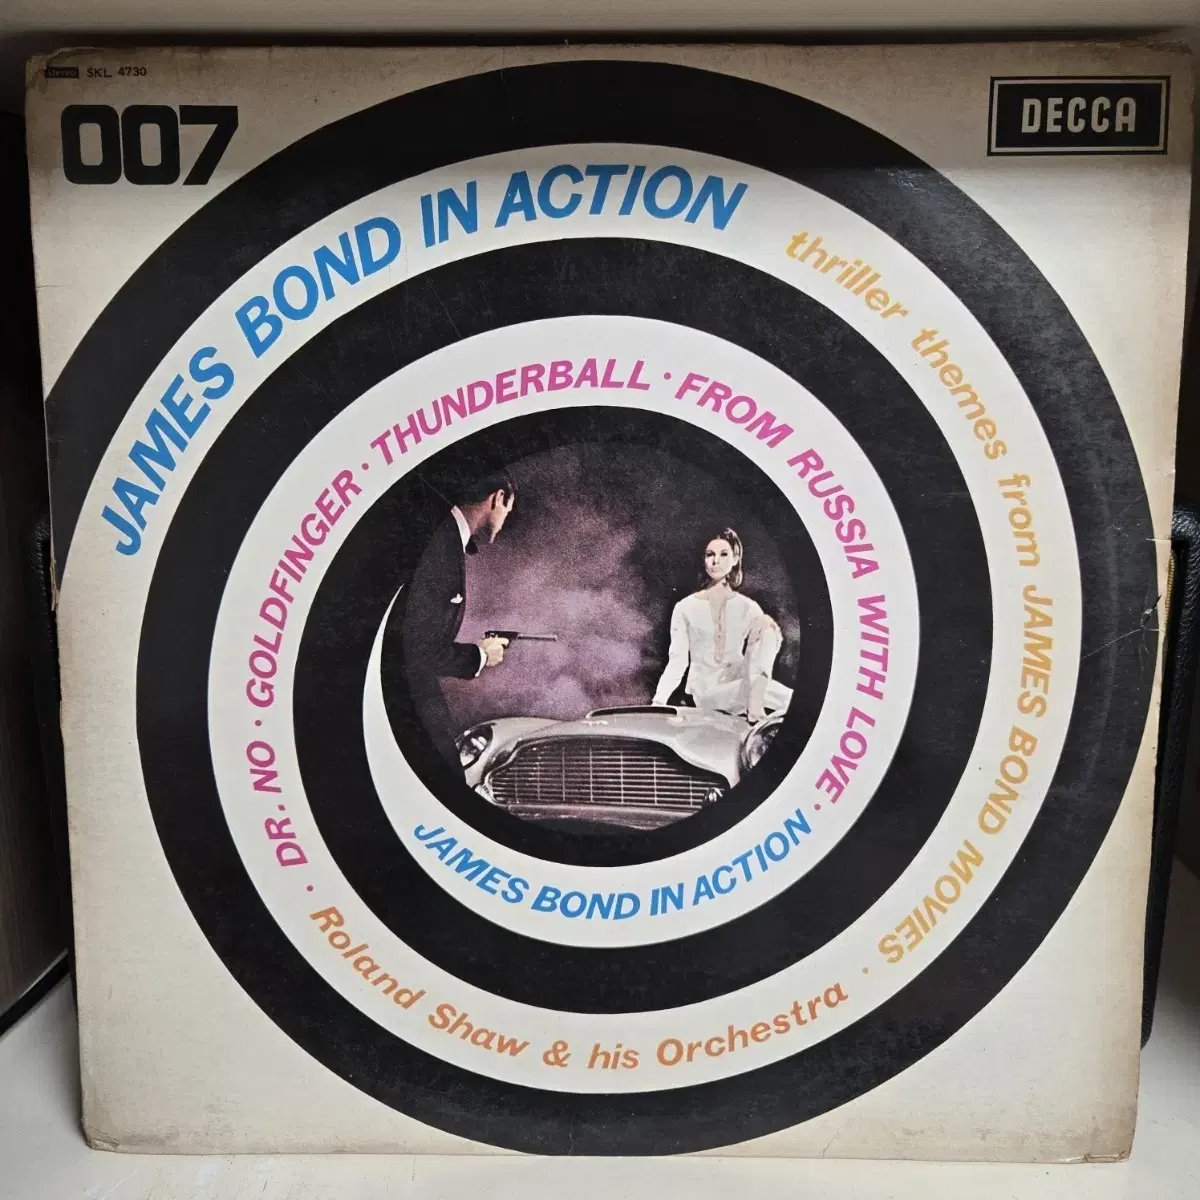 Stereo SKL 4730
007
DECCA
JAMES BOND IN ACTION
thriller themes from JAMES BOND MOVIES ·
Roland Shaw & his Orchestra
· DR. NO · GOLDFINGER · THUNDERBALL · FROM RUSSIA WITH LOVE ·
JAMES BOND IN ACTION